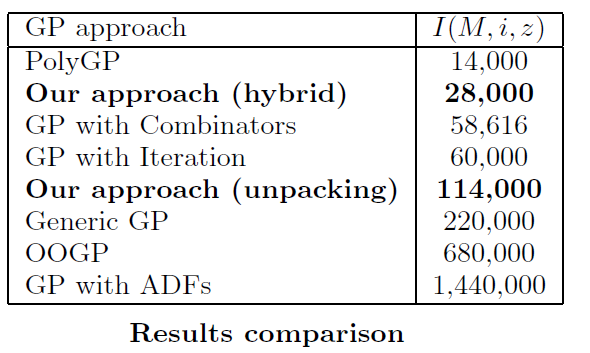 GP approach I(M, i, z)
PolyGP 14,000
Our approach (hybrid) 28,000
GP with Combinators 58,616
GP with Iteration 60,000
Our approach (unpacking) 114,000
Generic GP 220,000
OOGP 680,000
GP with ADFs 1,440,000
Results comparison